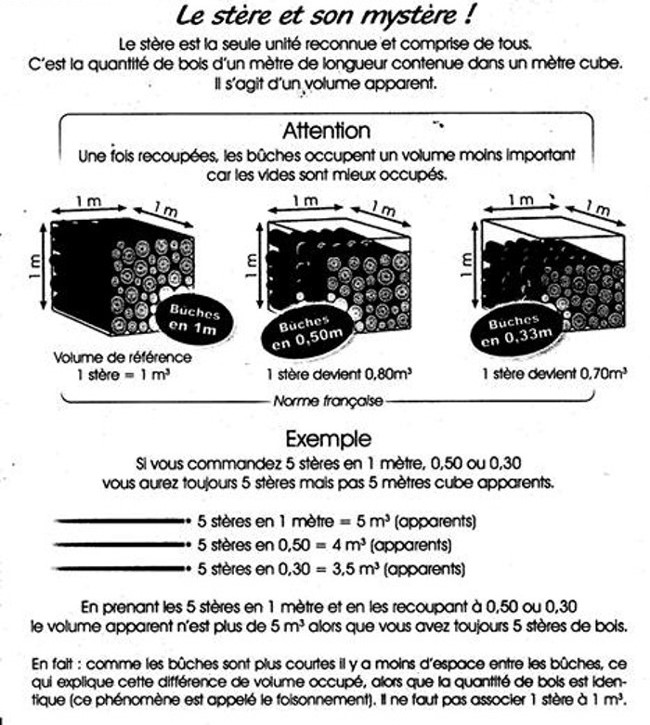 Le stère et son mystère !
Le stère est la seule unité reconnue et comprise de tous.
C'est la quantité de bois d'un mètre de longueur contenue dans un mètre cube.
Il s'agit d'un volume apparent.
Attention
Une fois recoupées, les bûches occupent un volume moins important
car les vides sont mieux occupés.
1 m
1 m
1 m
Bûches
en 1m
Volume de référence
1 stère = 1 m³
1 m
1 m
1 m
Bûches
en 0,50m
1 stère devient 0,80m³
1 m
1 m
1 m
Bûches
en 0,33m
1 stère devient 0,70m³
Norme française
Exemple
Si vous commandez 5 stères en 1 mètre, 0,50 ou 0,30
vous aurez toujours 5 stères mais pas 5 mètres cube apparents.
5 stères en 1 mètre = 5 m³ (apparents)
5 stères en 0,50 = 4 m³ (apparents)
5 stères en 0,30 = 3,5 m³ (apparents)
En prenant les 5 stères en 1 mètre et en les recoupant à 0,50 ou 0,30
le volume apparent n'est plus de 5 m³ alors que vous avez toujours 5 stères de bois.
En fait : comme les bûches sont plus courtes il y a moins d'espace entre les bûches, ce
qui explique cette différence de volume occupé, alors que la quantité de bois est iden-
tique (ce phénomène est appelé le foisonnement). Il ne faut pas associer 1 stère à 1 m³.